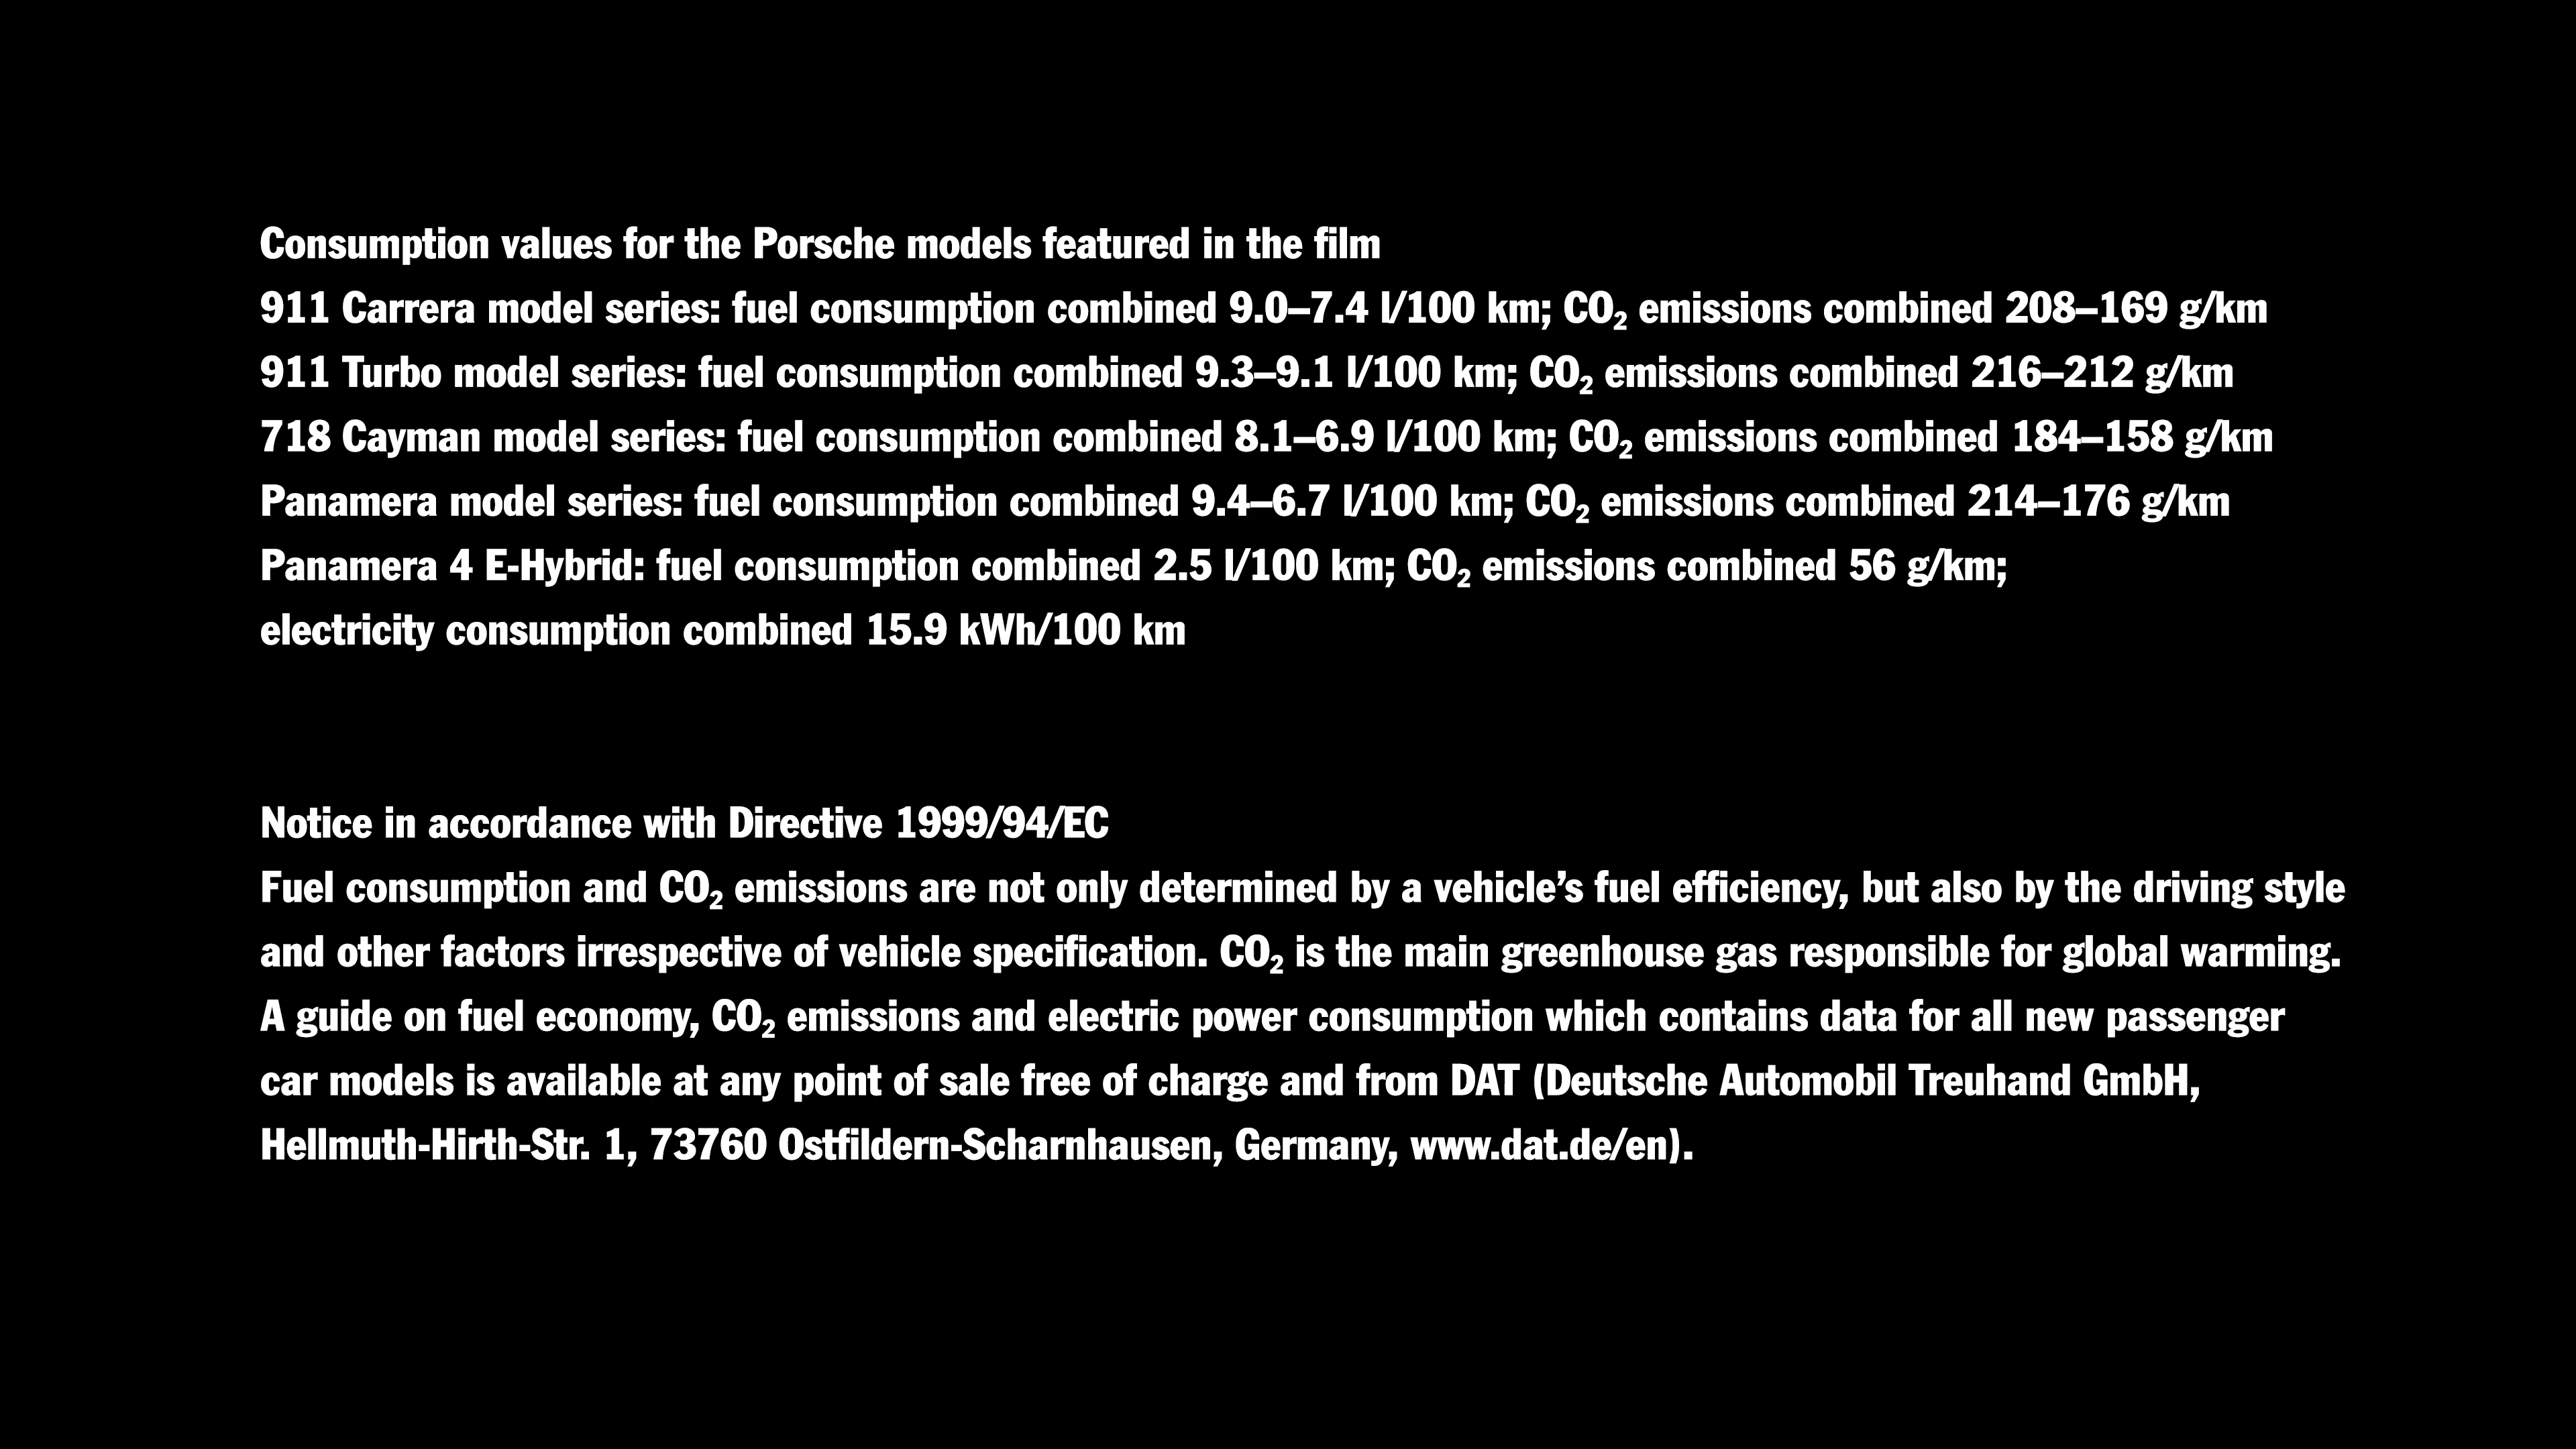 Consumption values for the Porsche models featured in the film
911 Carrera model series: fuel consumption combined 9.0–7.4 l/100 km; CO₂ emissions combined 208–169 g/km
911 Turbo model series: fuel consumption combined 9.3–9.1 l/100 km; CO₂ emissions combined 216–212 g/km
718 Cayman model series: fuel consumption combined 8.1–6.9 l/100 km; CO₂ emissions combined 184–158 g/km
Panamera model series: fuel consumption combined 9.4–6.7 l/100 km; CO₂ emissions combined 214–176 g/km
Panamera 4 E-Hybrid: fuel consumption combined 2.5 l/100 km; CO₂ emissions combined 56 g/km;
electricity consumption combined 15.9 kWh/100 km
Notice in accordance with Directive 1999/94/EC
Fuel consumption and CO₂ emissions are not only determined by a vehicle’s fuel efficiency, but also by the driving style
and other factors irrespective of vehicle specification. CO₂ is the main greenhouse gas responsible for global warming.
A guide on fuel economy, CO₂ emissions and electric power consumption which contains data for all new passenger
car models is available at any point of sale free of charge and from DAT (Deutsche Automobil Treuhand GmbH,
Hellmuth-Hirth-Str. 1, 73760 Ostfildern-Scharnhausen, Germany, www.dat.de/en).